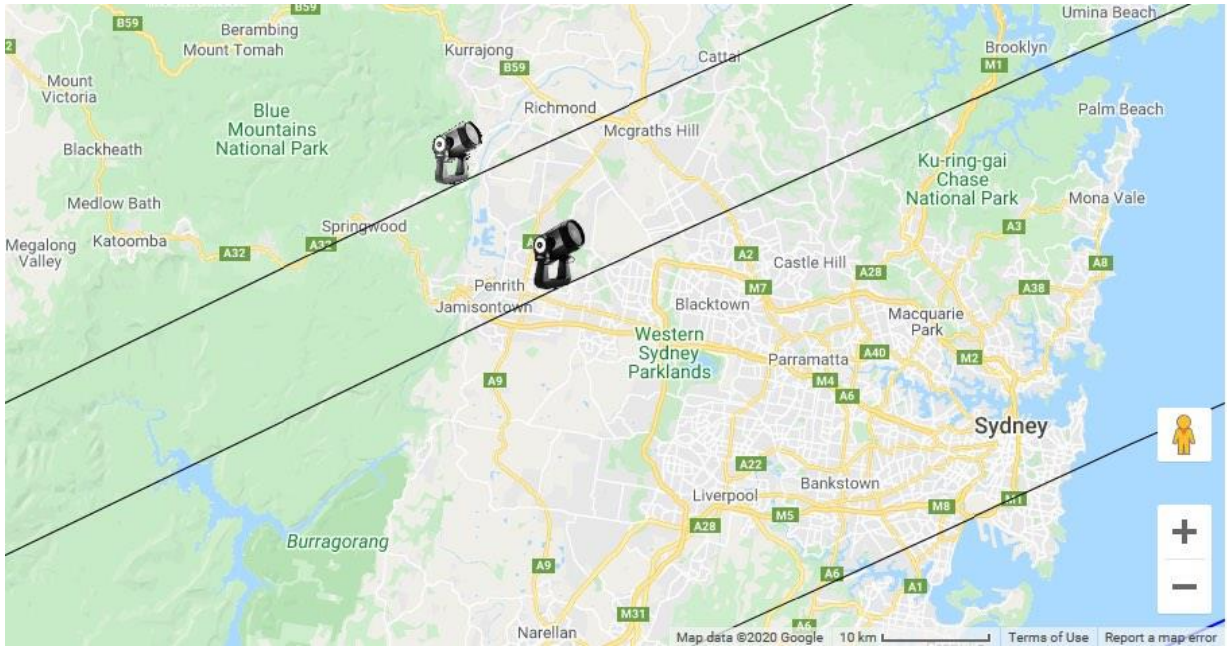 B59
Berambing
Mount Tomah
Kurrajong
B59
Cattai
Umina Beach
Brooklyn
M1
2
Mount
Victoria
Blue
Mountains
National Park
Richmond
Mcgraths Hill
Palm Beach
Blackheath
Ku-ring-gai
Chase
National Park
Medlow Bath
Mona Vale
Springwood
A3
Megalong
Valley
Katoomba
A32
A32
A2
Castle Hill
A28
A8
Penrith
Jamisontown
M7
Blacktown
A38
Macquarie
Park
Western
Sydney
Parklands
Parramatta
A40
M2
A9
M4
A6
Sydney
A22
Liverpool
Bankstown
M8
M1
A28
M5
Burragorang
A9
A6
A1
M31
A6
Narellan
Map data ©2020 Google
10 km
Terms of Use
Report a map error